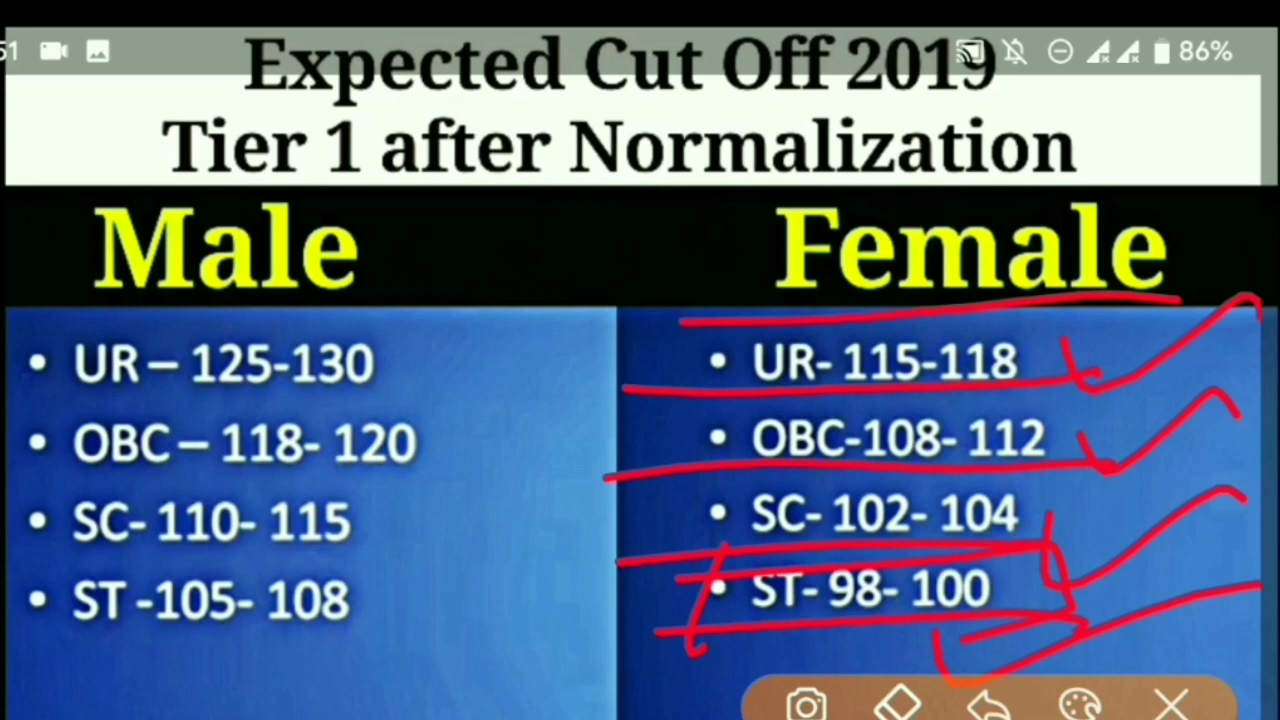 51 86%
Expected Cut Off 2019
Tier 1 after Normalization
Male
Female
• UR – 125-130
• OBC – 118- 120
• SC- 110- 115
• ST -105- 108
• UR- 115-118
• OBC-108- 112
• SC- 102- 104
• ST- 98- 100